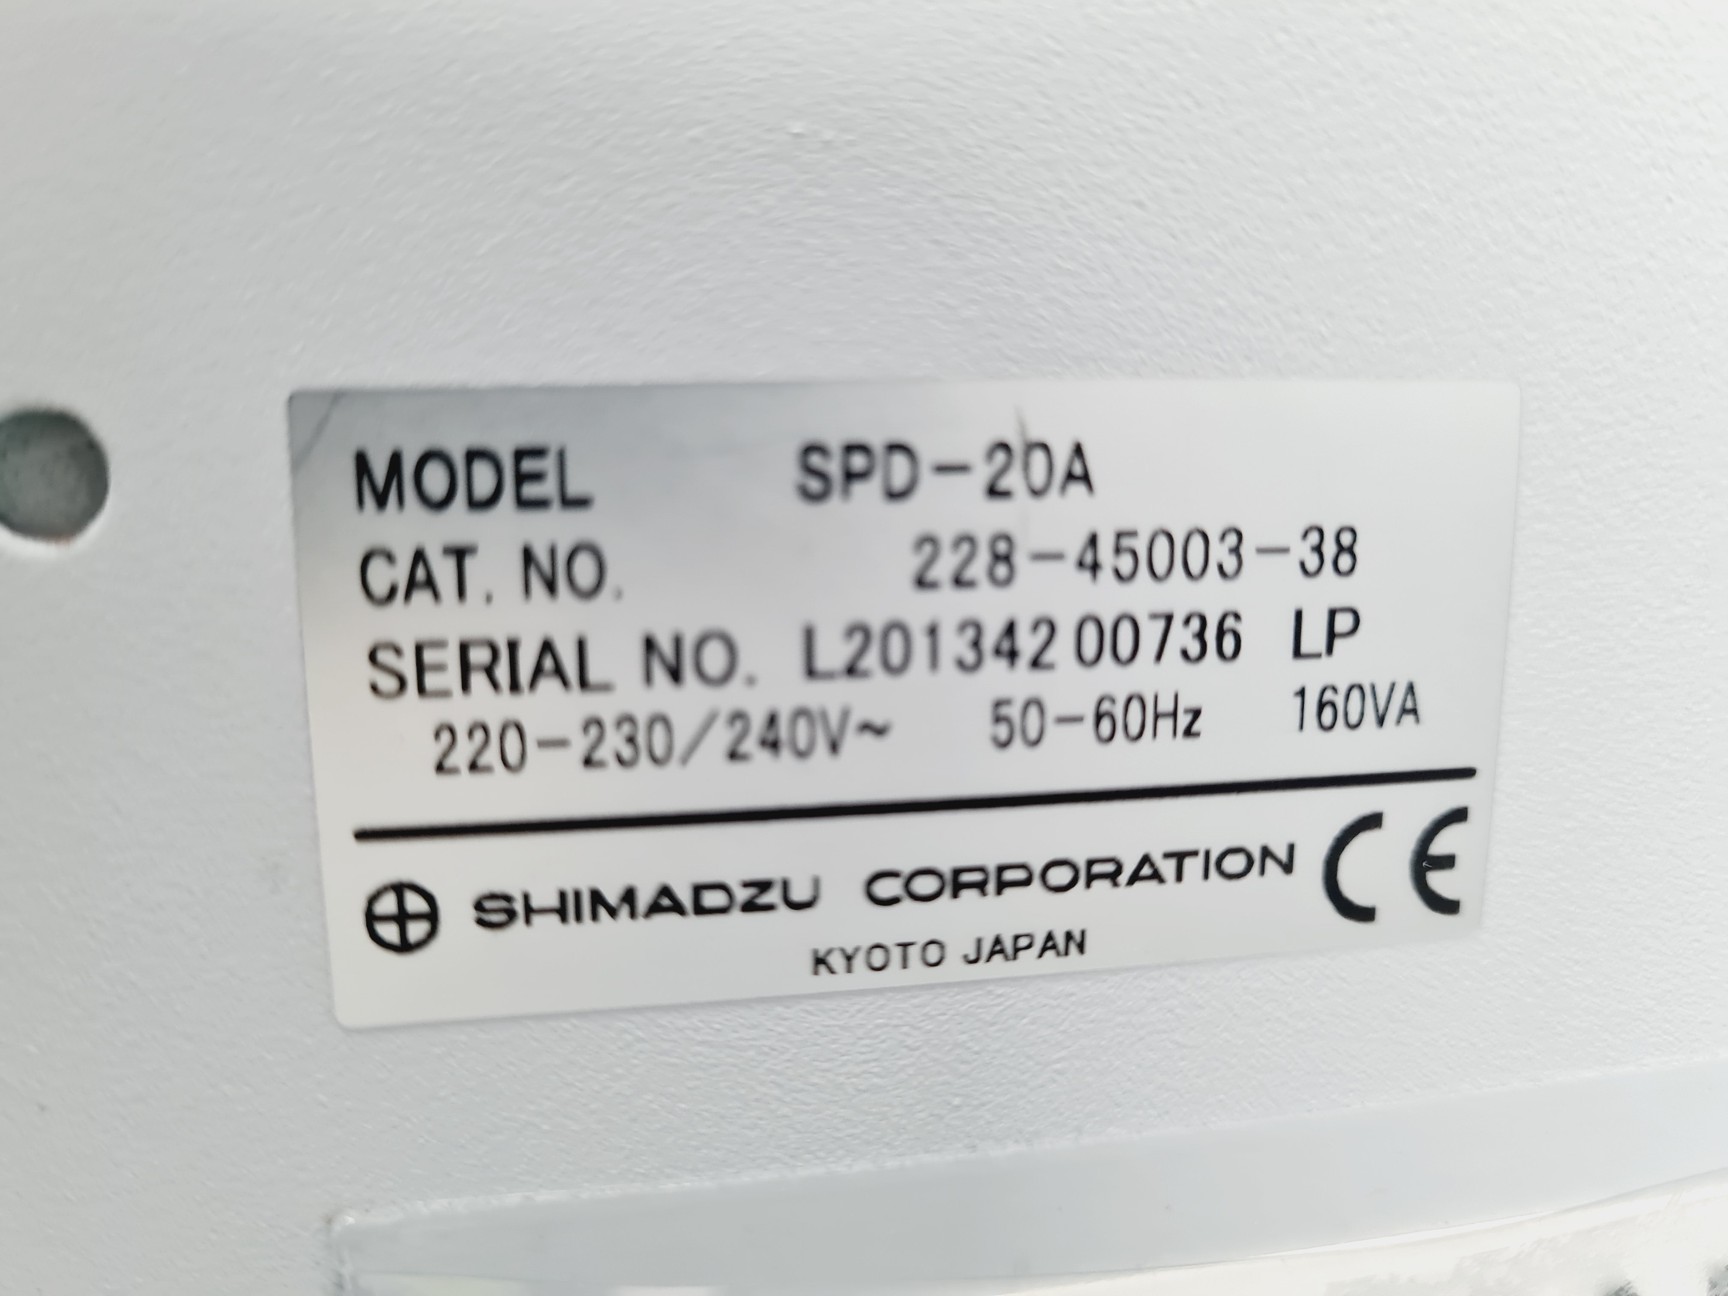 MODEL SPD-20A
CAT. NO. 228-45003-38
SERIAL NO. L20134200736 LP
220-230/240V~ 50-60Hz 160VA
SHIMADZU CORPORATION CE
KYOTO JAPAN